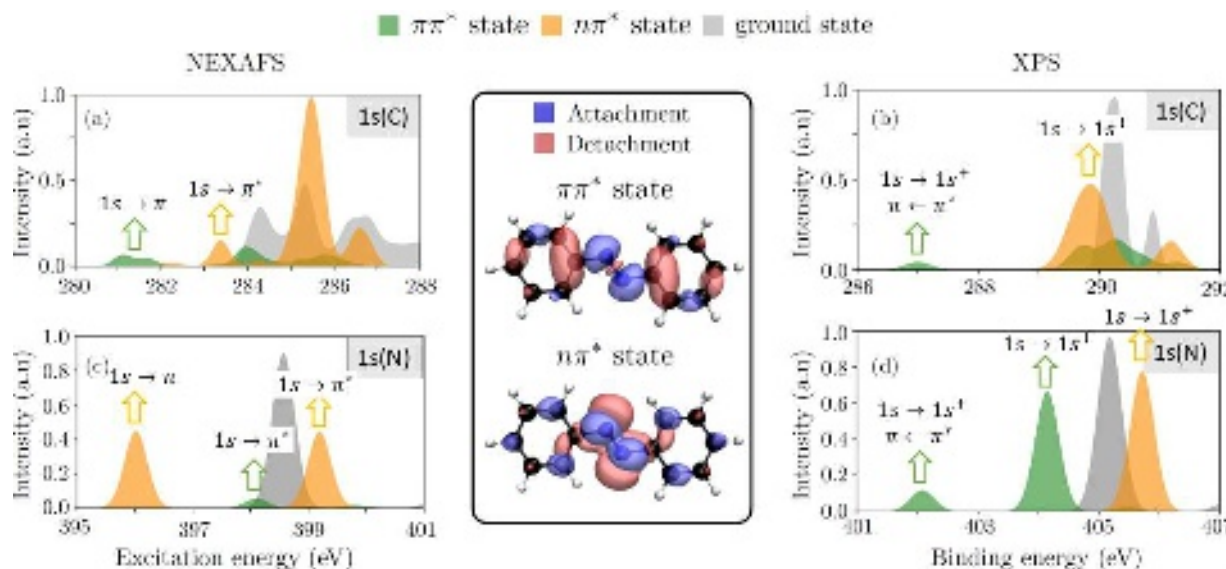 ππ* state nπ* state ground state
NEXAFS
XPS
Intensity (a.u)
1.0
0.5
0.0
(a)
1s(C)
1s → π
1s → π*
280 282 284 286 288
Attachment
Detachment
ππ* state
nπ* state
Intensity (a.u)
1.0
0.5
0.0
(b)
1s(C)
1s → 1s⁺
1s → 1s⁺
π ← π*
286 288 290 292
Intensity (a.u)
1.0
0.8
0.6
0.4
0.2
0.0
(c)
1s(N)
1s → n
1s → π*
1s → π*
395 397 399 401
Excitation energy (eV)
Intensity (a.u)
1.0
0.8
0.6
0.4
0.2
0.0
(d)
1s(N)
1s → 1s⁺
1s → 1s⁺
1s → 1s⁺
π ← π*
401 403 405 407
Binding energy (eV)